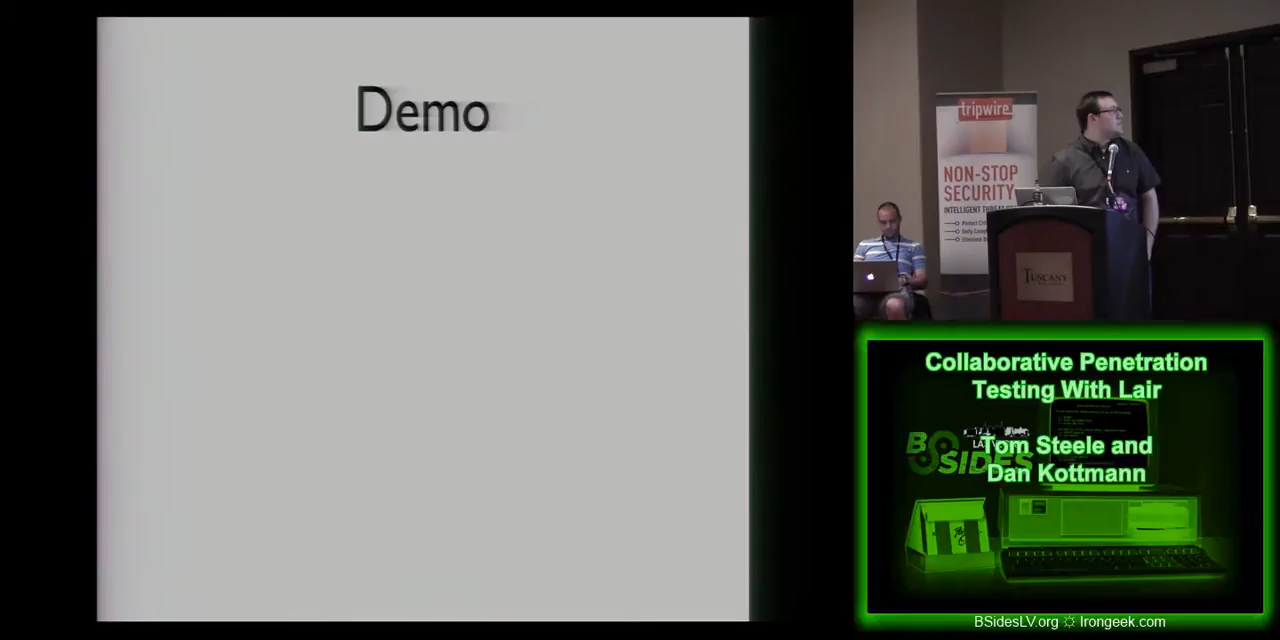 Demo
tripwire
NON-STOP
SECURITY
INTELLIGENT THREAT
TUSCANY
Collaborative Penetration
Testing With Lair
BSIDES
Tom Steele and
Dan Kottmann
BSidesLV.org ☼ Irongeek.com